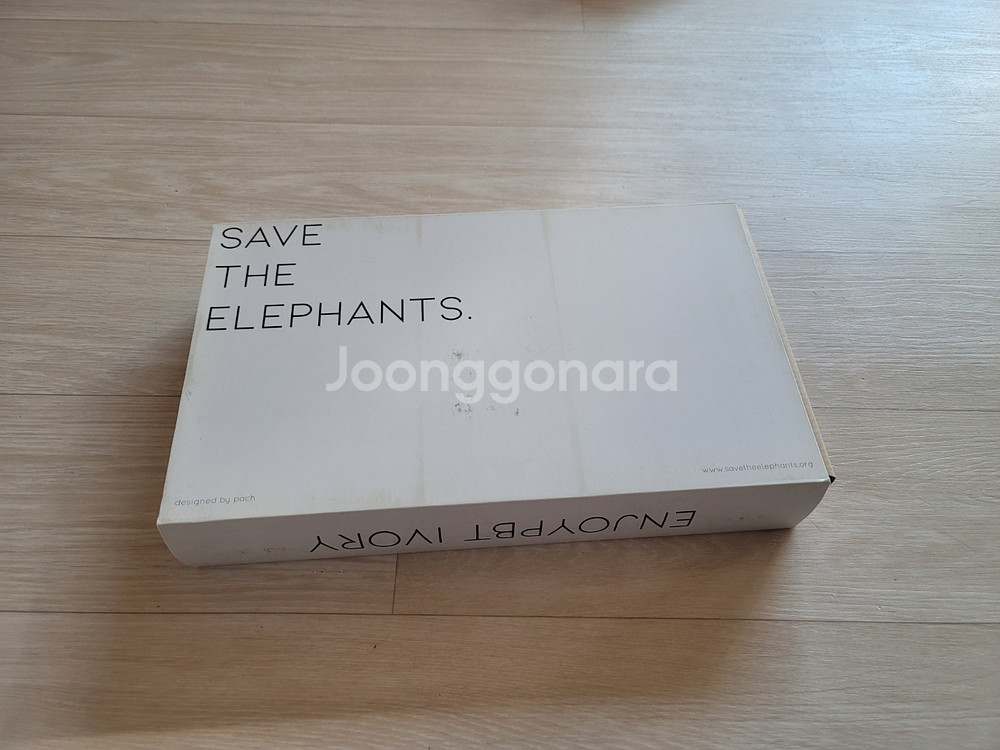 SAVE
THE
ELEPHANTS.
Joonggonara
www.savetheelephants.org
designed by pach
ENJOYPBT IVORY